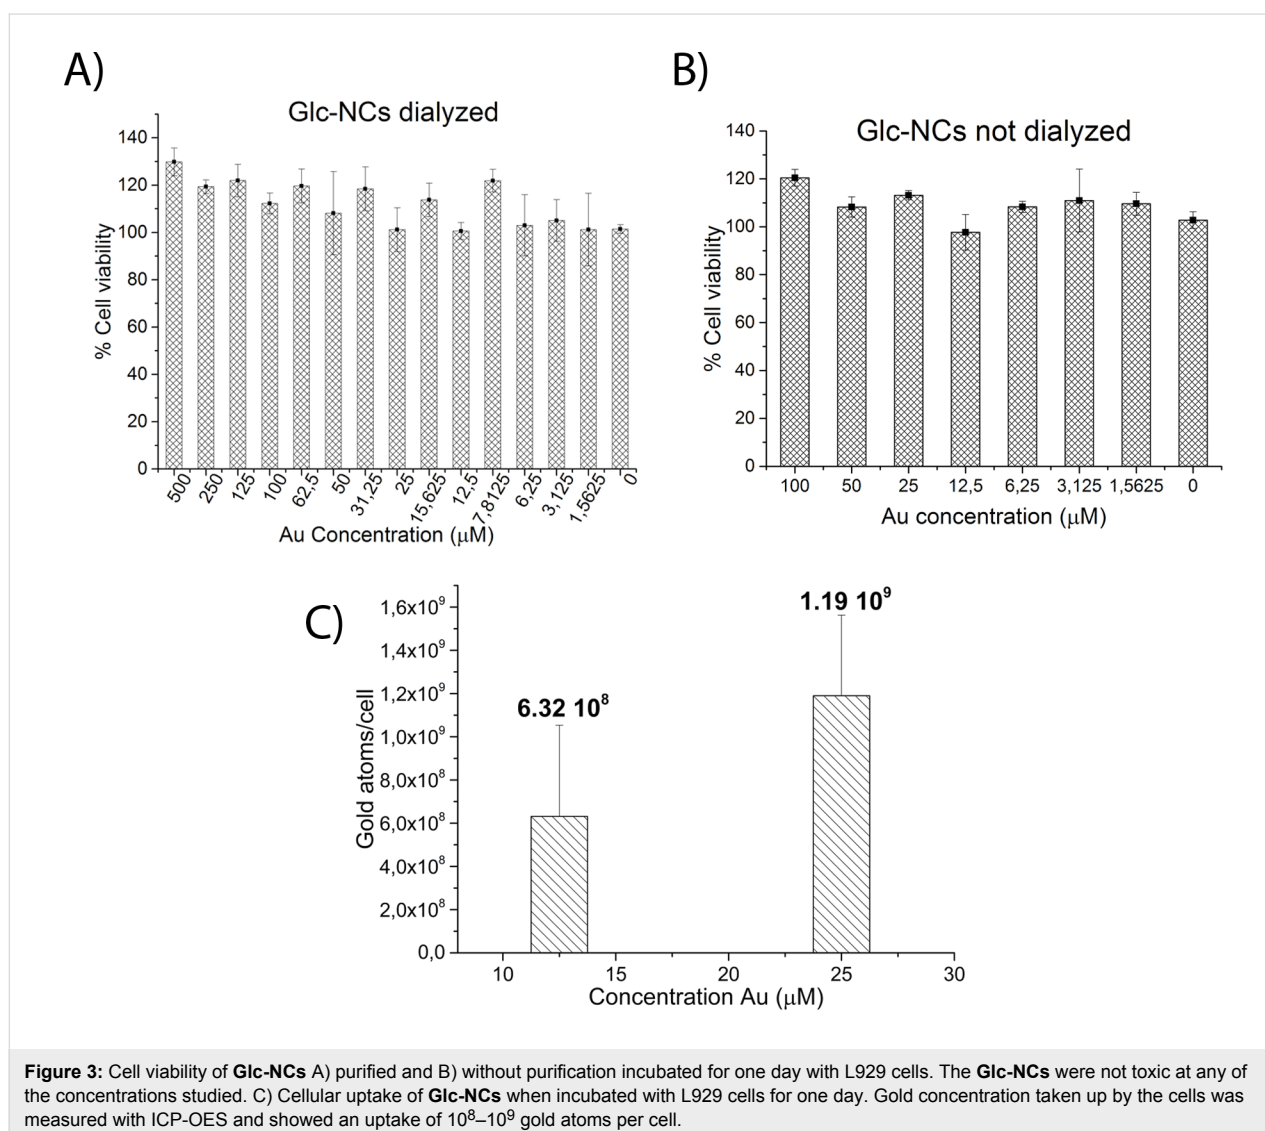 A)
Glc-NCs dialyzed
% Cell viability
140
120
100
80
60
40
20
0
500 250 125 100 62,5 50 31,25 25 15,625 12,5 7,8125 6,25 3,125 1,5625 0
Au Concentration (μM)
B)
Glc-NCs not dialyzed
% Cell viability
140
120
100
80
60
40
20
0
100 50 25 12,5 6,25 3,125 1,5625 0
Au concentration (μM)
C)
Gold atoms/cell
1,6x10⁹
1,4x10⁹
1,2x10⁹
1,0x10⁹
8,0x10⁸
6,0x10⁸
4,0x10⁸
2,0x10⁸
0,0
6.32 10⁸
1.19 10⁹
10 15 20 25 30
Concentration Au (μM)
Figure 3: Cell viability of Glc-NCs A) purified and B) without purification incubated for one day with L929 cells. The Glc-NCs were not toxic at any of
the concentrations studied. C) Cellular uptake of Glc-NCs when incubated with L929 cells for one day. Gold concentration taken up by the cells was
measured with ICP-OES and showed an uptake of 10⁸–10⁹ gold atoms per cell.